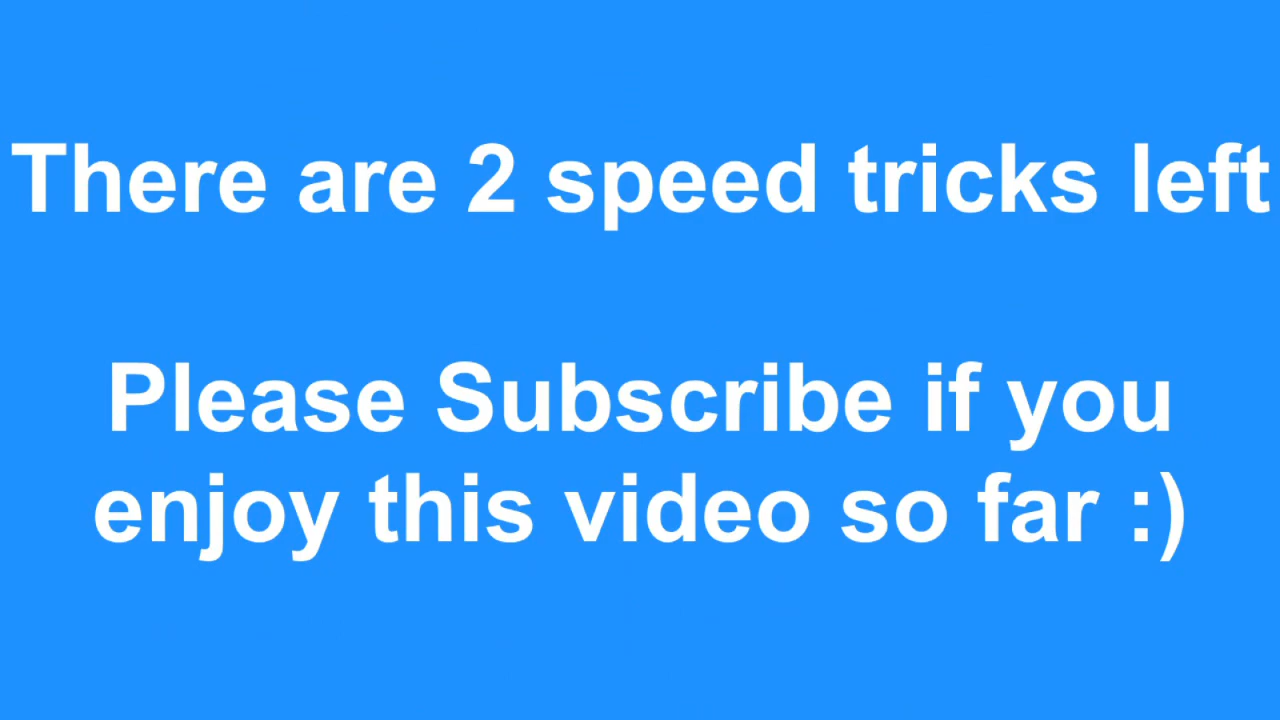 There are 2 speed tricks left
Please Subscribe if you
enjoy this video so far :)